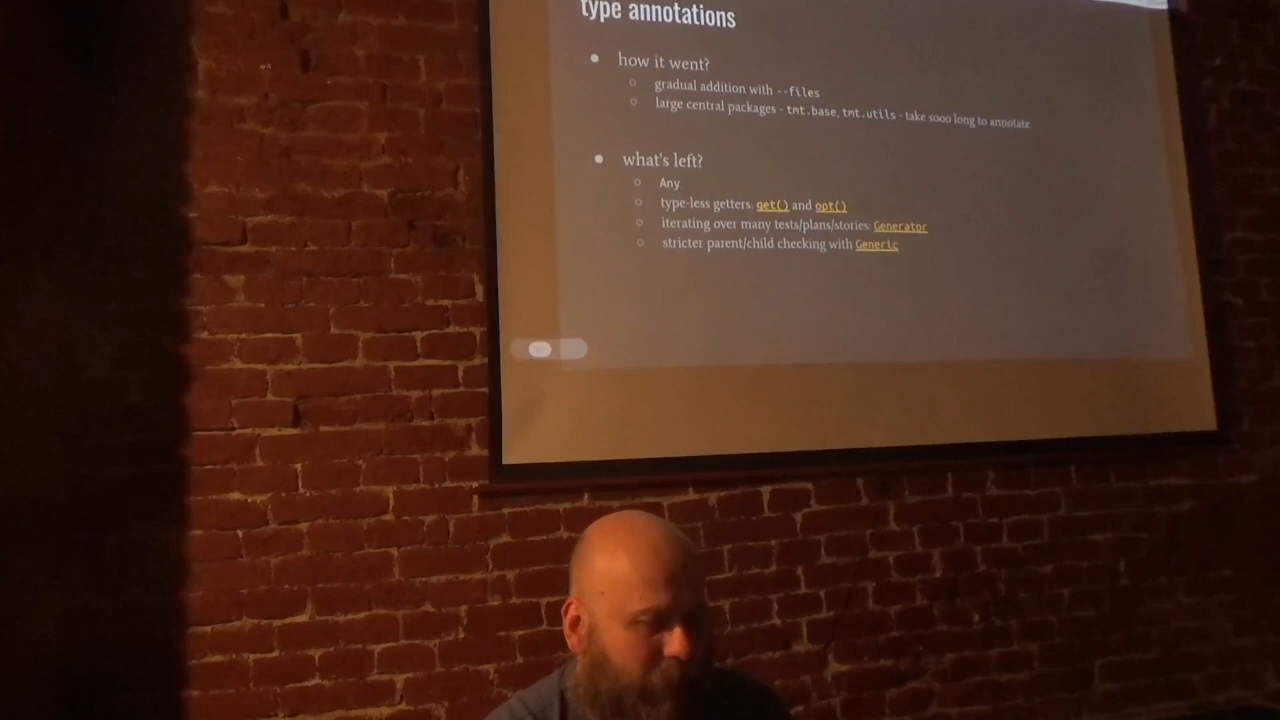 type annotations
how it went?
gradual addition with --files
large central packages - tmt.base, tmt.utils - take sooo long to annotate
what's left?
Any
type-less getters: get() and opt()
iterating over many tests/plans/stories: Generator
stricter parent/child checking with Generic